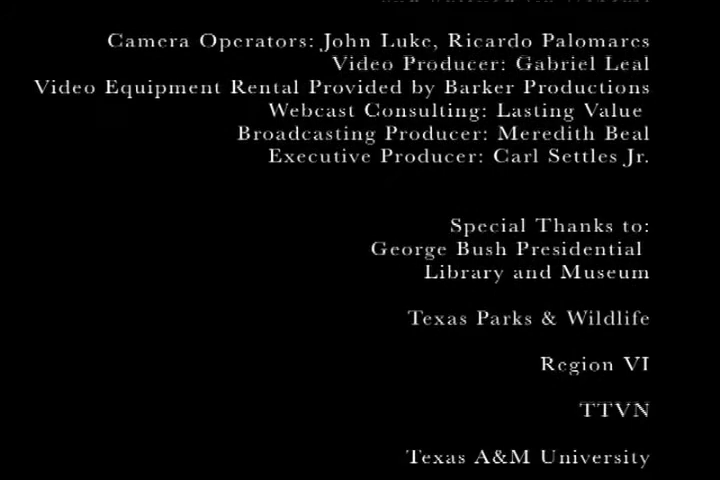 Camera Operators: John Luke, Ricardo Palomares
Video Producer: Gabriel Leal
Video Equipment Rental Provided by Barker Productions
Webcast Consulting: Lasting Value
Broadcasting Producer: Meredith Beal
Executive Producer: Carl Settles Jr.
Special Thanks to:
George Bush Presidential
Library and Museum
Texas Parks & Wildlife
Region VI
TTVN
Texas A&M University